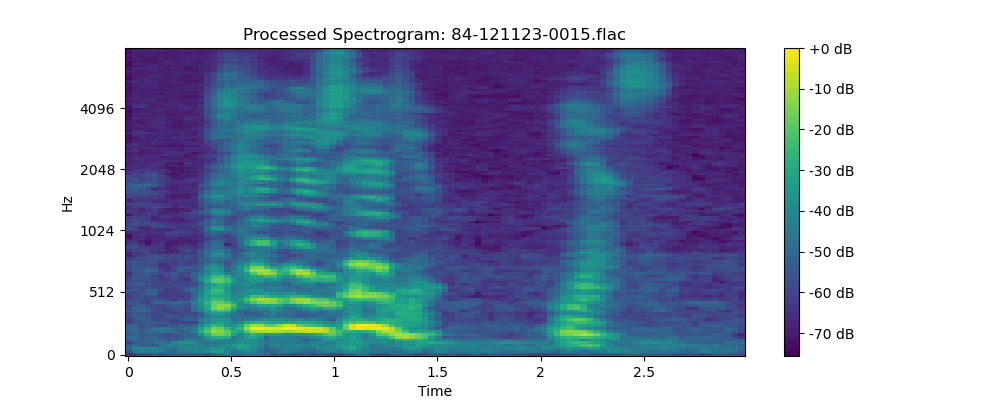 Processed Spectrogram: 84-121123-0015.flac
+0 dB
-10 dB
-20 dB
-30 dB
-40 dB
-50 dB
-60 dB
-70 dB
4096
2048
1024
512
0
Hz
0
0.5
1
1.5
2
2.5
Time